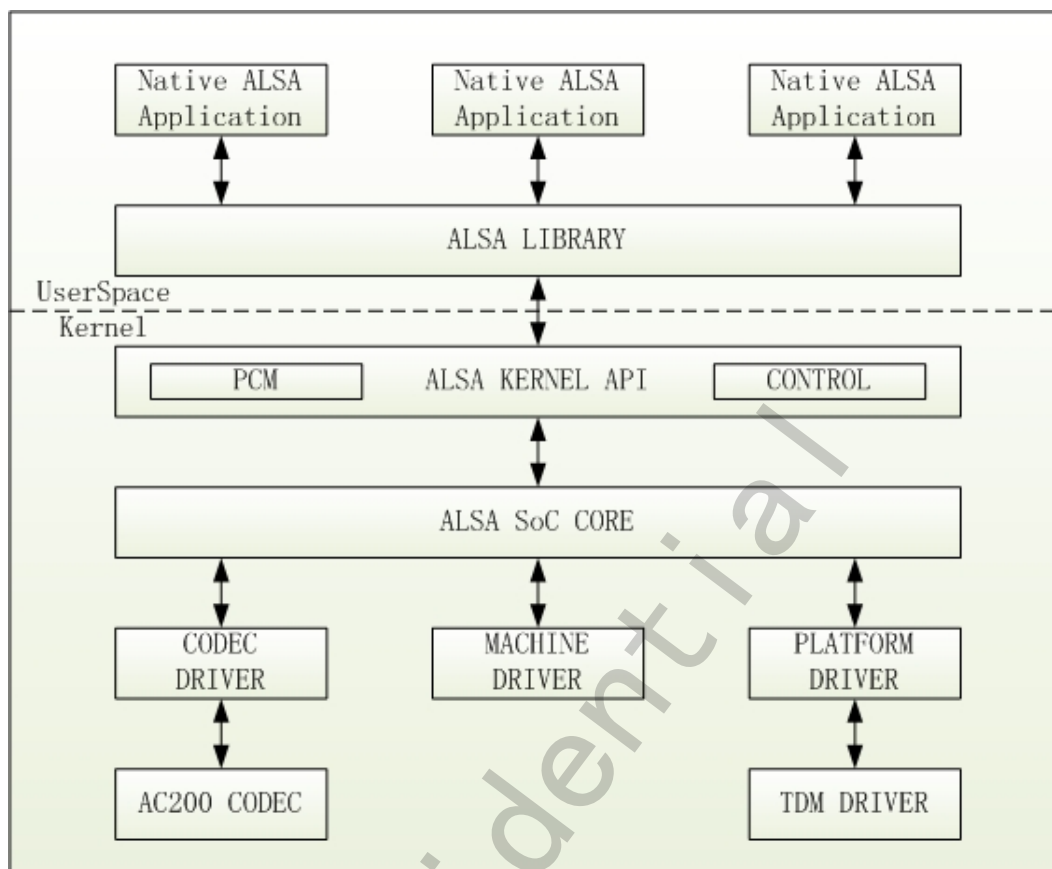 Native ALSA
Application
Native ALSA
Application
Native ALSA
Application
ALSA LIBRARY
UserSpace
Kernel
PCM
ALSA KERNEL API
CONTROL
ALSA SoC CORE
CODEC
DRIVER
MACHINE
DRIVER
PLATFORM
DRIVER
AC200 CODEC
TDM DRIVER
idential